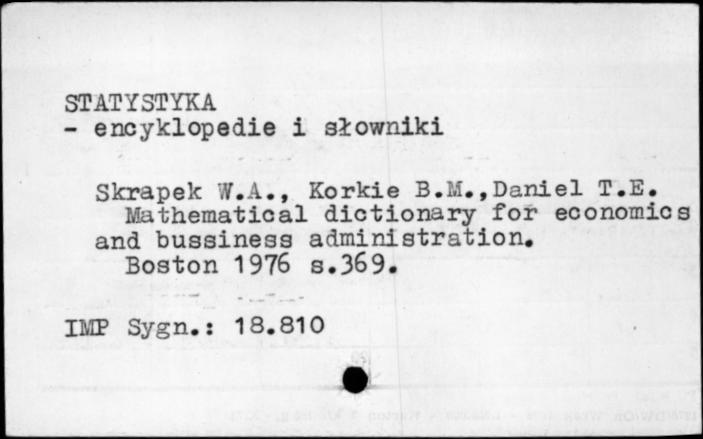 STATYSTYKA
- encyklopedie i słowniki
Skrapek W.A., Korkie B.M.,Daniel T.E.
Mathematical dictionary for economics
and bussiness administration.
Boston 1976 s.369.
IMP Sygn.: 18.810